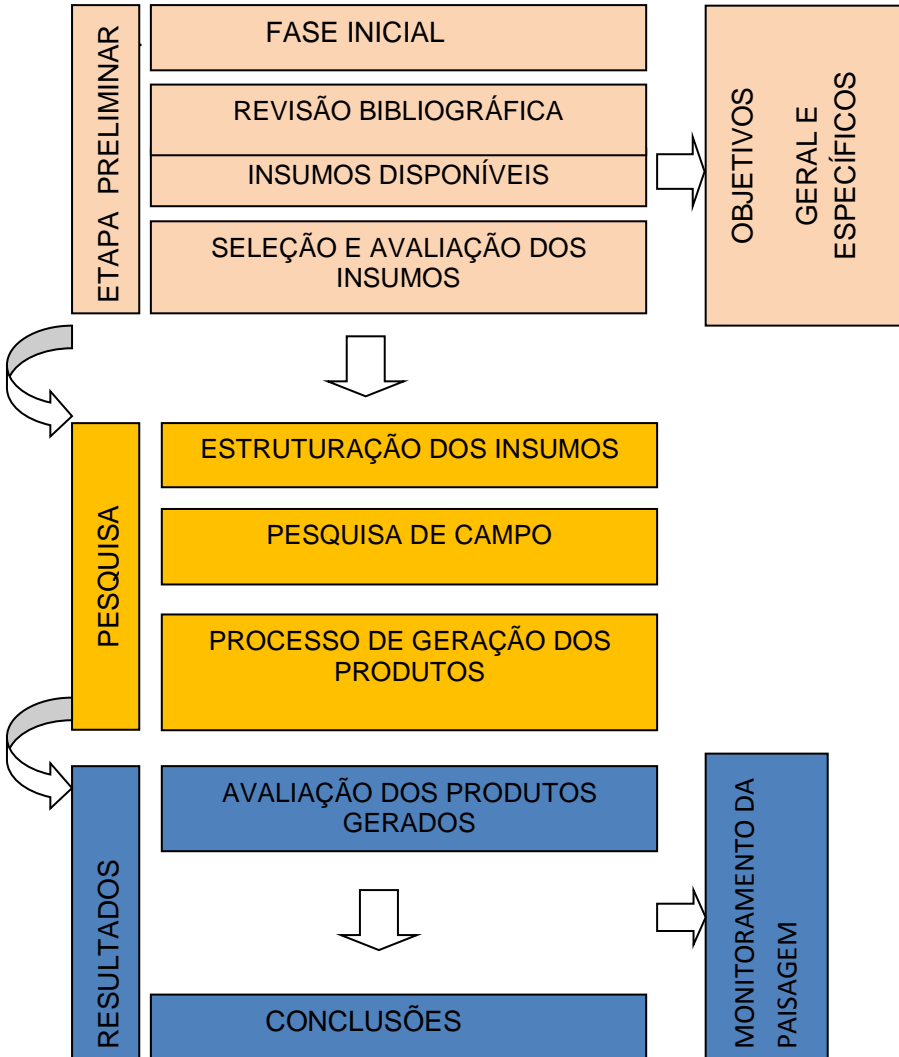 ETAPA PRELIMINAR
FASE INICIAL
REVISÃO BIBLIOGRÁFICA
INSUMOS DISPONÍVEIS
SELEÇÃO E AVALIAÇÃO DOS
INSUMOS
OBJETIVOS
GERAL E
ESPECÍFICOS
PESQUISA
ESTRUTURAÇÃO DOS INSUMOS
PESQUISA DE CAMPO
PROCESSO DE GERAÇÃO DOS
PRODUTOS
RESULTADOS
AVALIAÇÃO DOS PRODUTOS
GERADOS
CONCLUSÕES
MONITORAMENTO DA
PAISAGEM